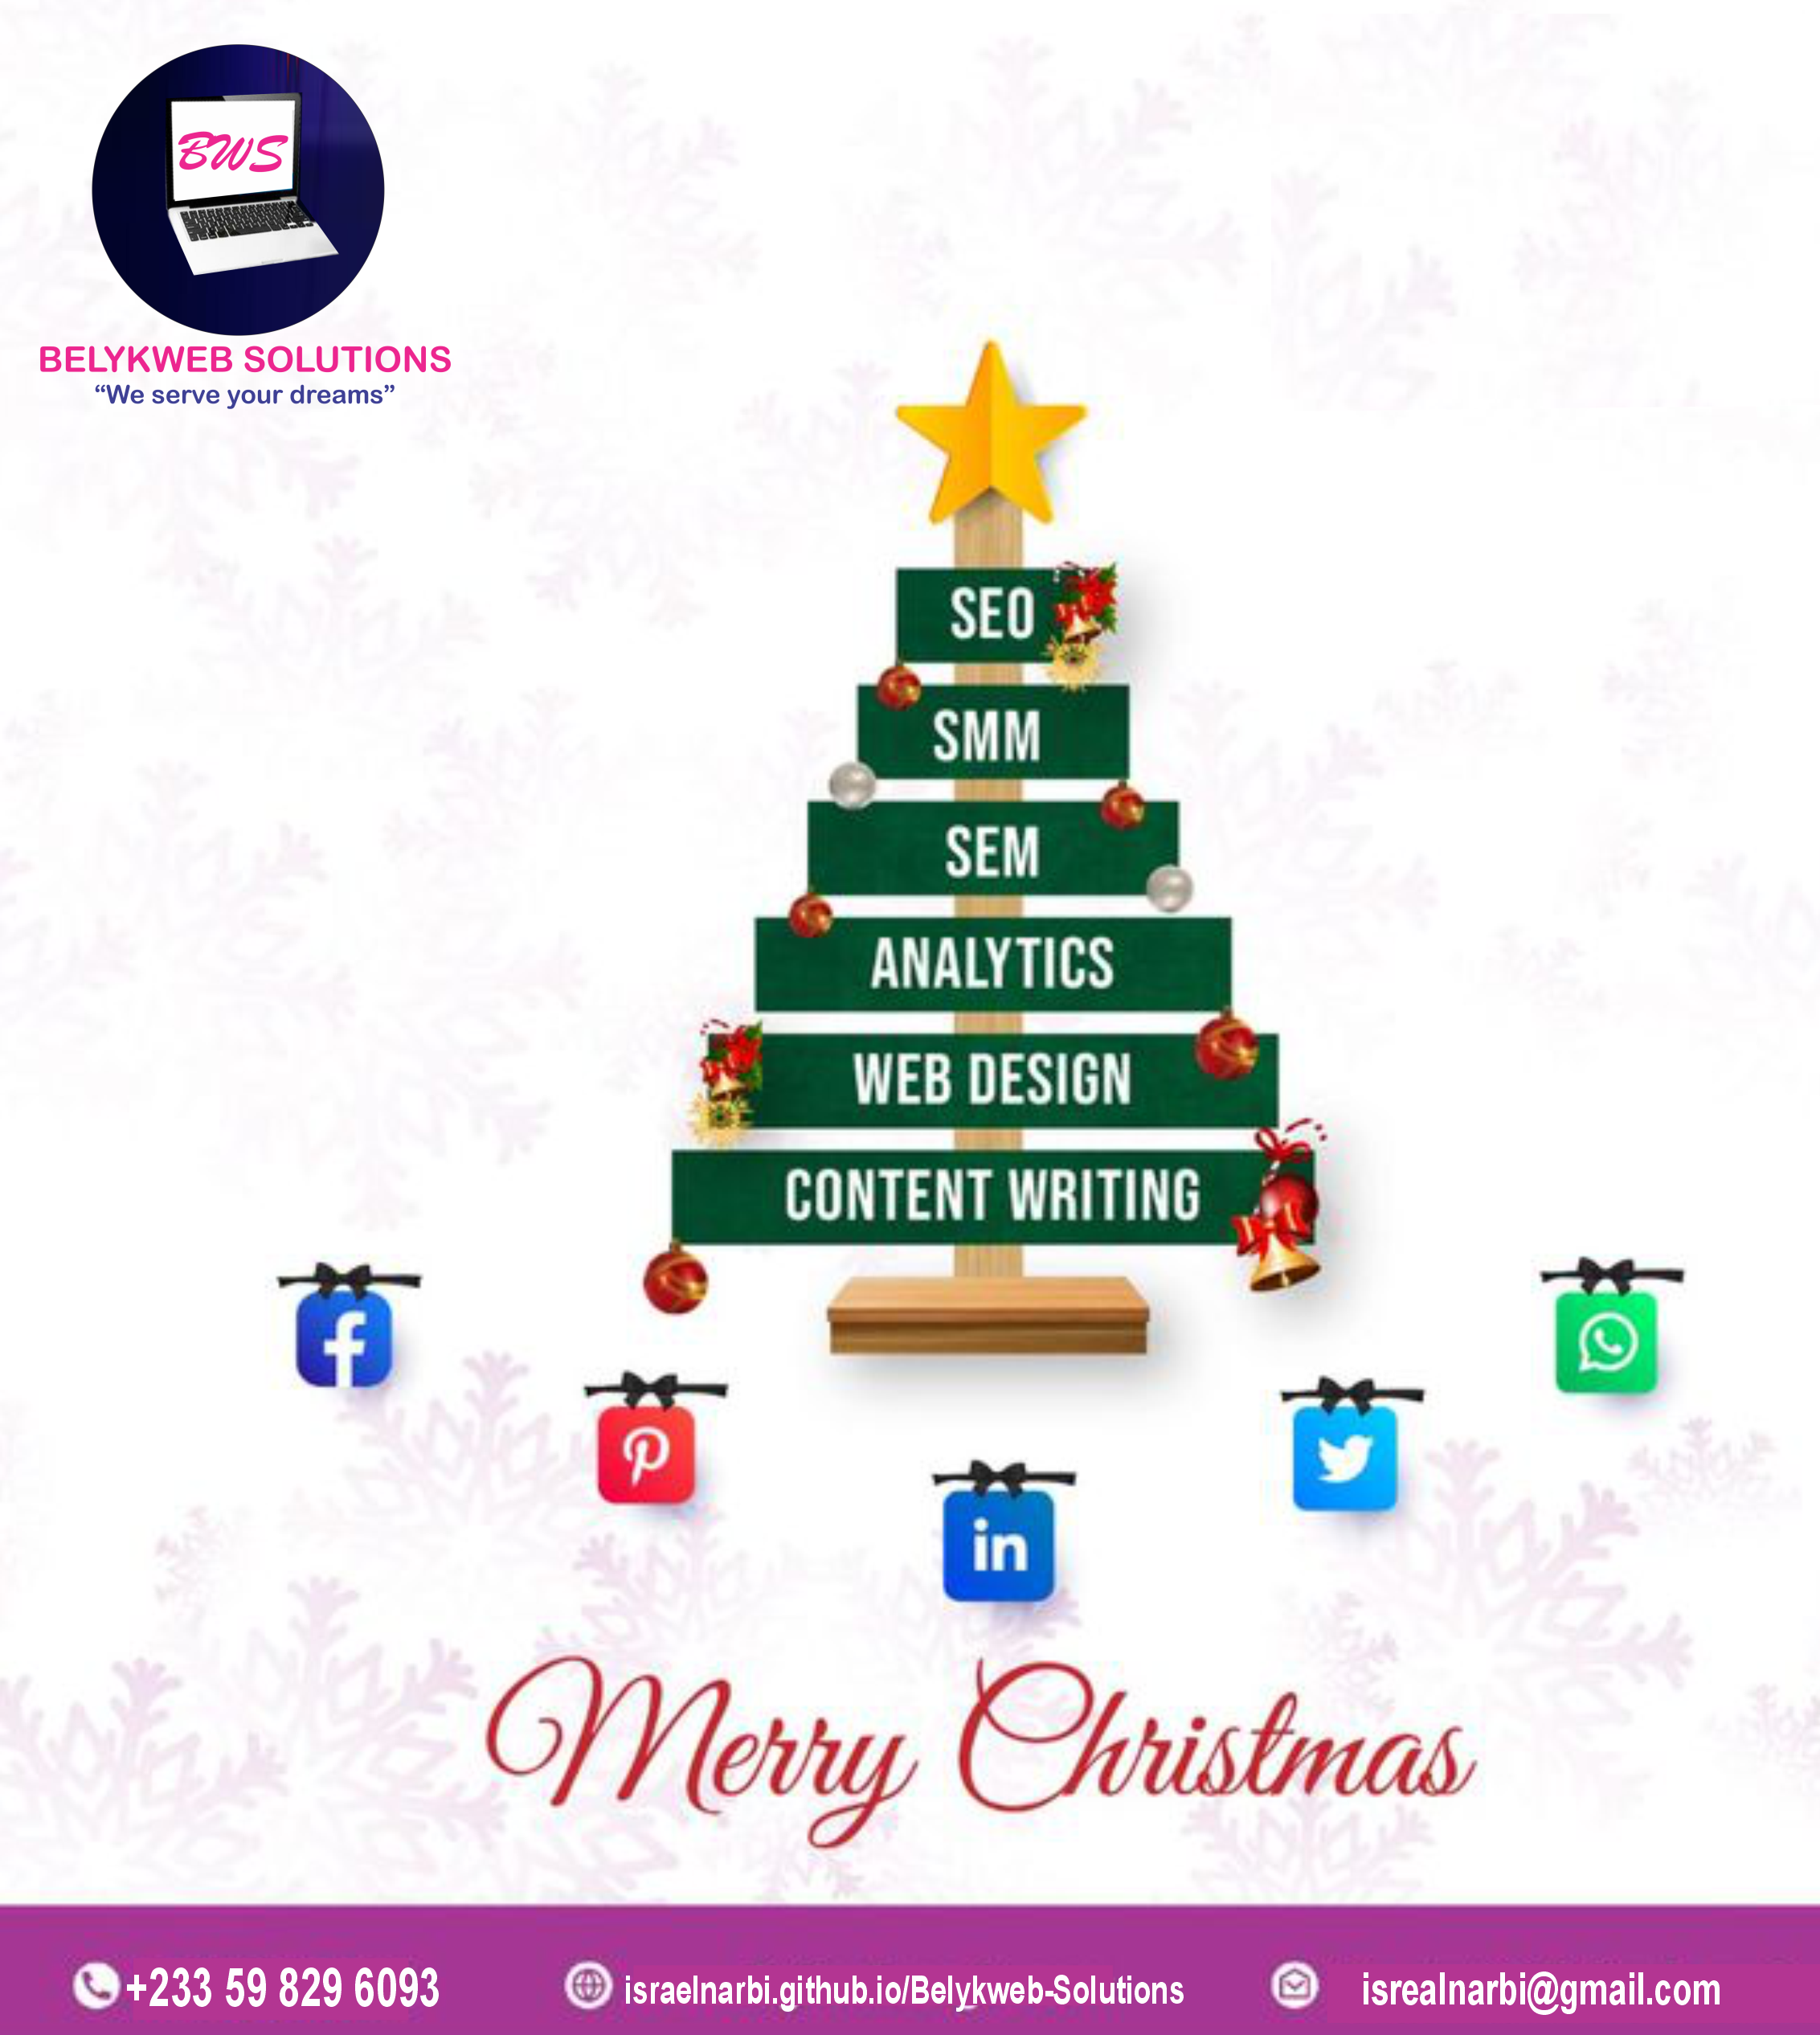 BWS
BELYKWEB SOLUTIONS
“We serve your dreams”
SEO
SMM
SEM
ANALYTICS
WEB DESIGN
CONTENT WRITING
in
Merry Christmas
+233 59 829 6093
israelnarbi.github.io/Belykweb-Solutions
isrealnarbi@gmail.com